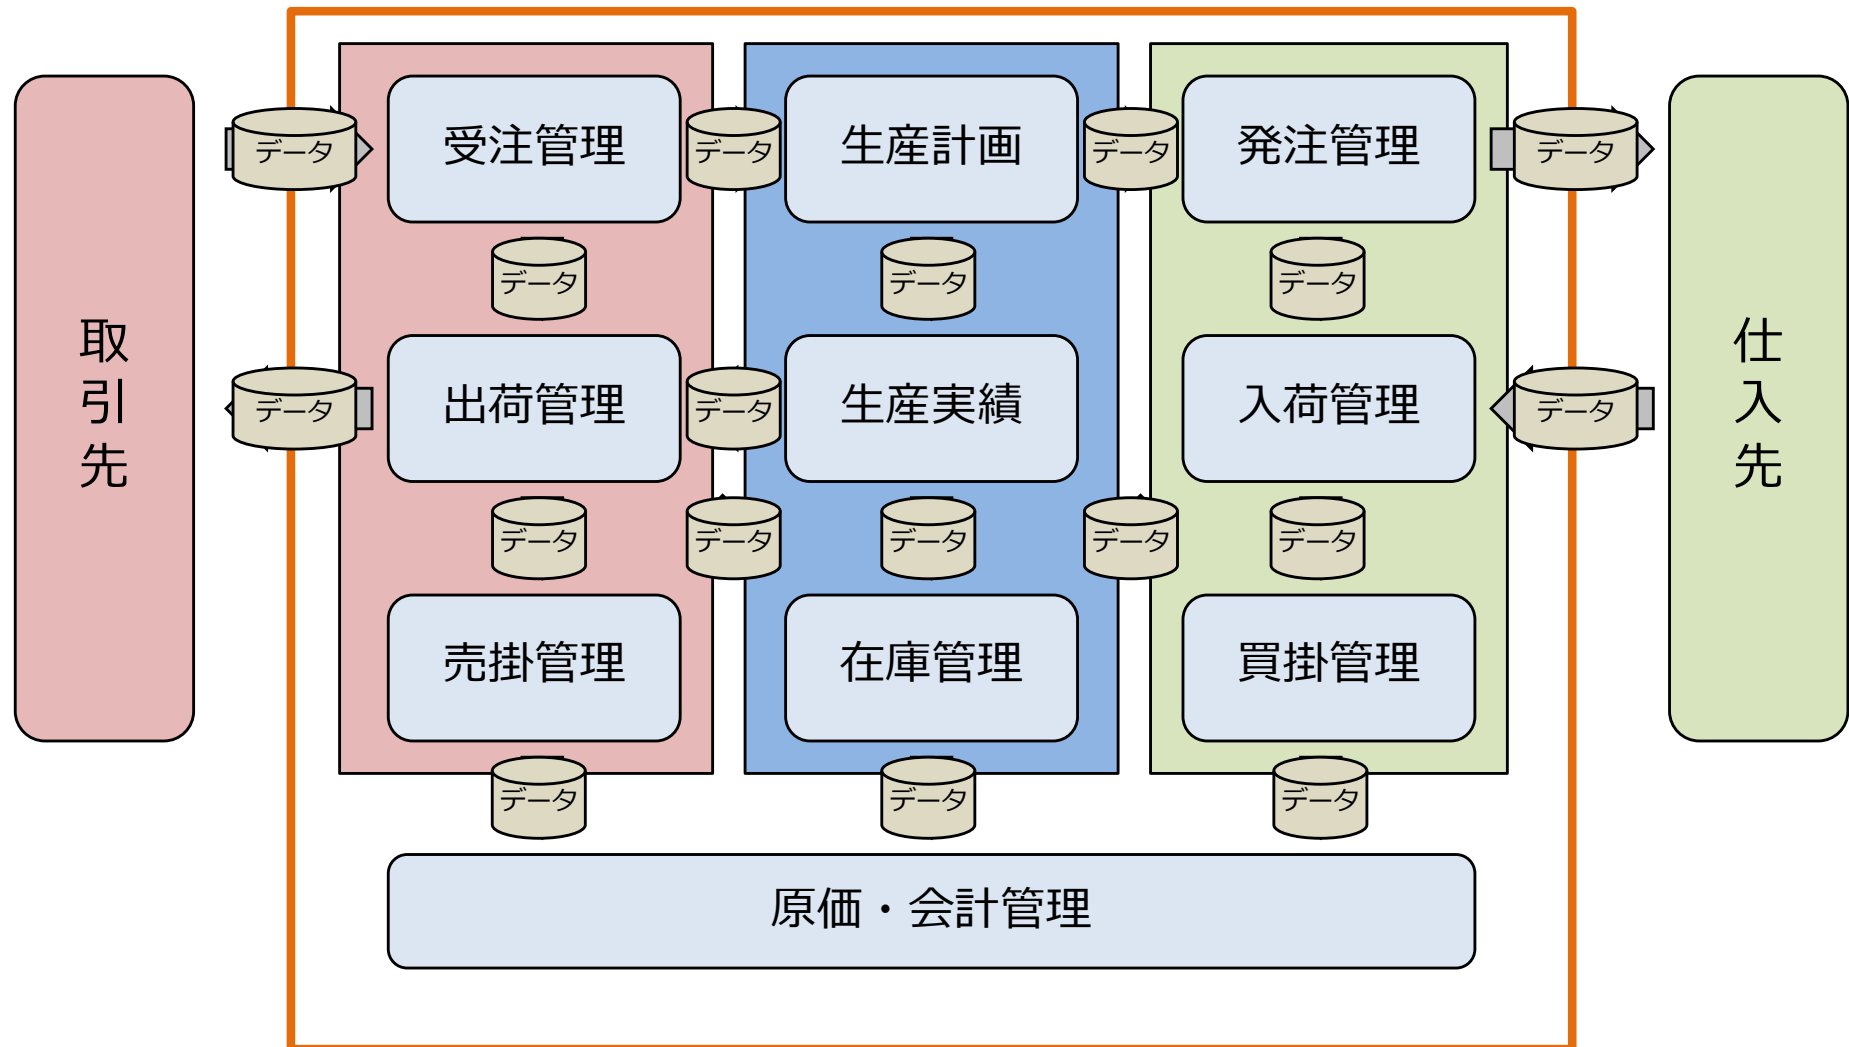 取引先
データ
受注管理
データ
生産計画
データ
発注管理
データ
仕入先
データ
データ
データ
データ
出荷管理
データ
生産実績
入荷管理
データ
データ
データ
データ
データ
データ
売掛管理
在庫管理
買掛管理
データ
データ
データ
原価・会計管理